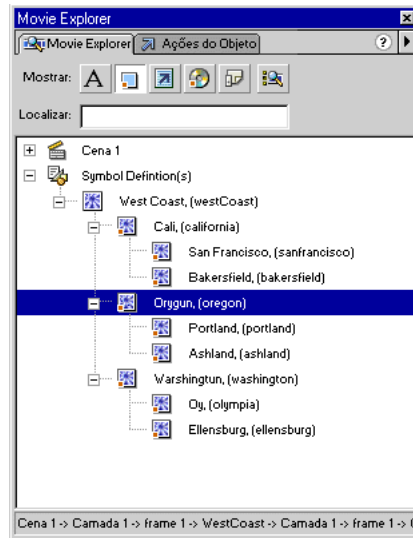 Movie Explorer
Movie Explorer Ações do Objeto ?
Mostrar: A
Localizar:
Cena 1
Symbol Defintion(s)
West Coast, (westCoast)
Cali, (california)
San Francisco, (sanfrancisco)
Bakersfield, (bakersfield)
Orygun, (oregon)
Portland, (portland)
Ashland, (ashland)
Warshingtun, (washington)
Oy, (olympia)
Ellensburg, (ellensburg)
Cena 1 -> Camada 1 -> frame 1 -> WestCoast -> Camada 1 -> frame 1 ->